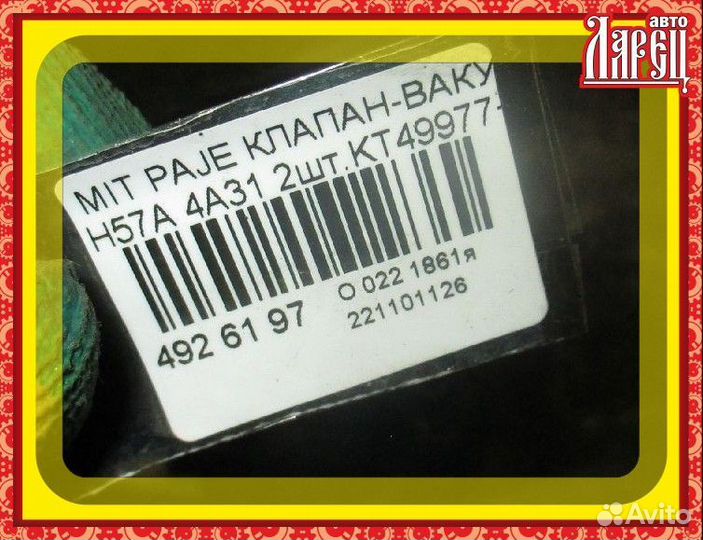 авто
Ларец
MIT PAJE КЛАПАН-ВАКУ
H57A 4A31 2шт.KT49977
492 61 97
О 022 1861я
221101126
Avito